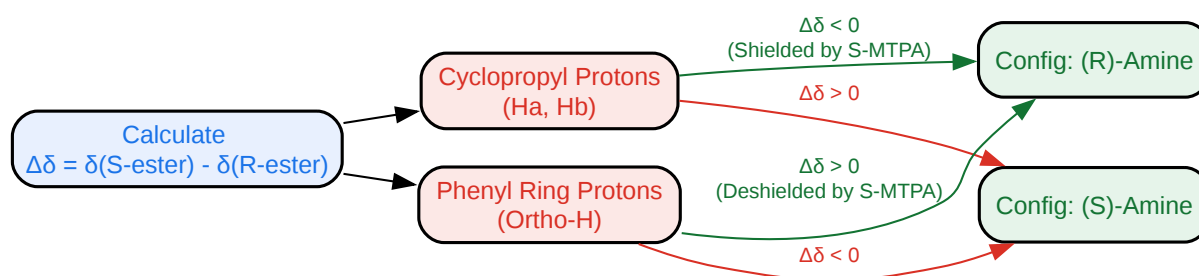 Calculate
Δδ = δ(S-ester) - δ(R-ester)
Cyclopropyl Protons
(Ha, Hb)
Phenyl Ring Protons
(Ortho-H)
Δδ < 0
(Shielded by S-MTPA)
Δδ > 0
Δδ > 0
(Deshielded by S-MTPA)
Δδ < 0
Config: (R)-Amine
Config: (S)-Amine